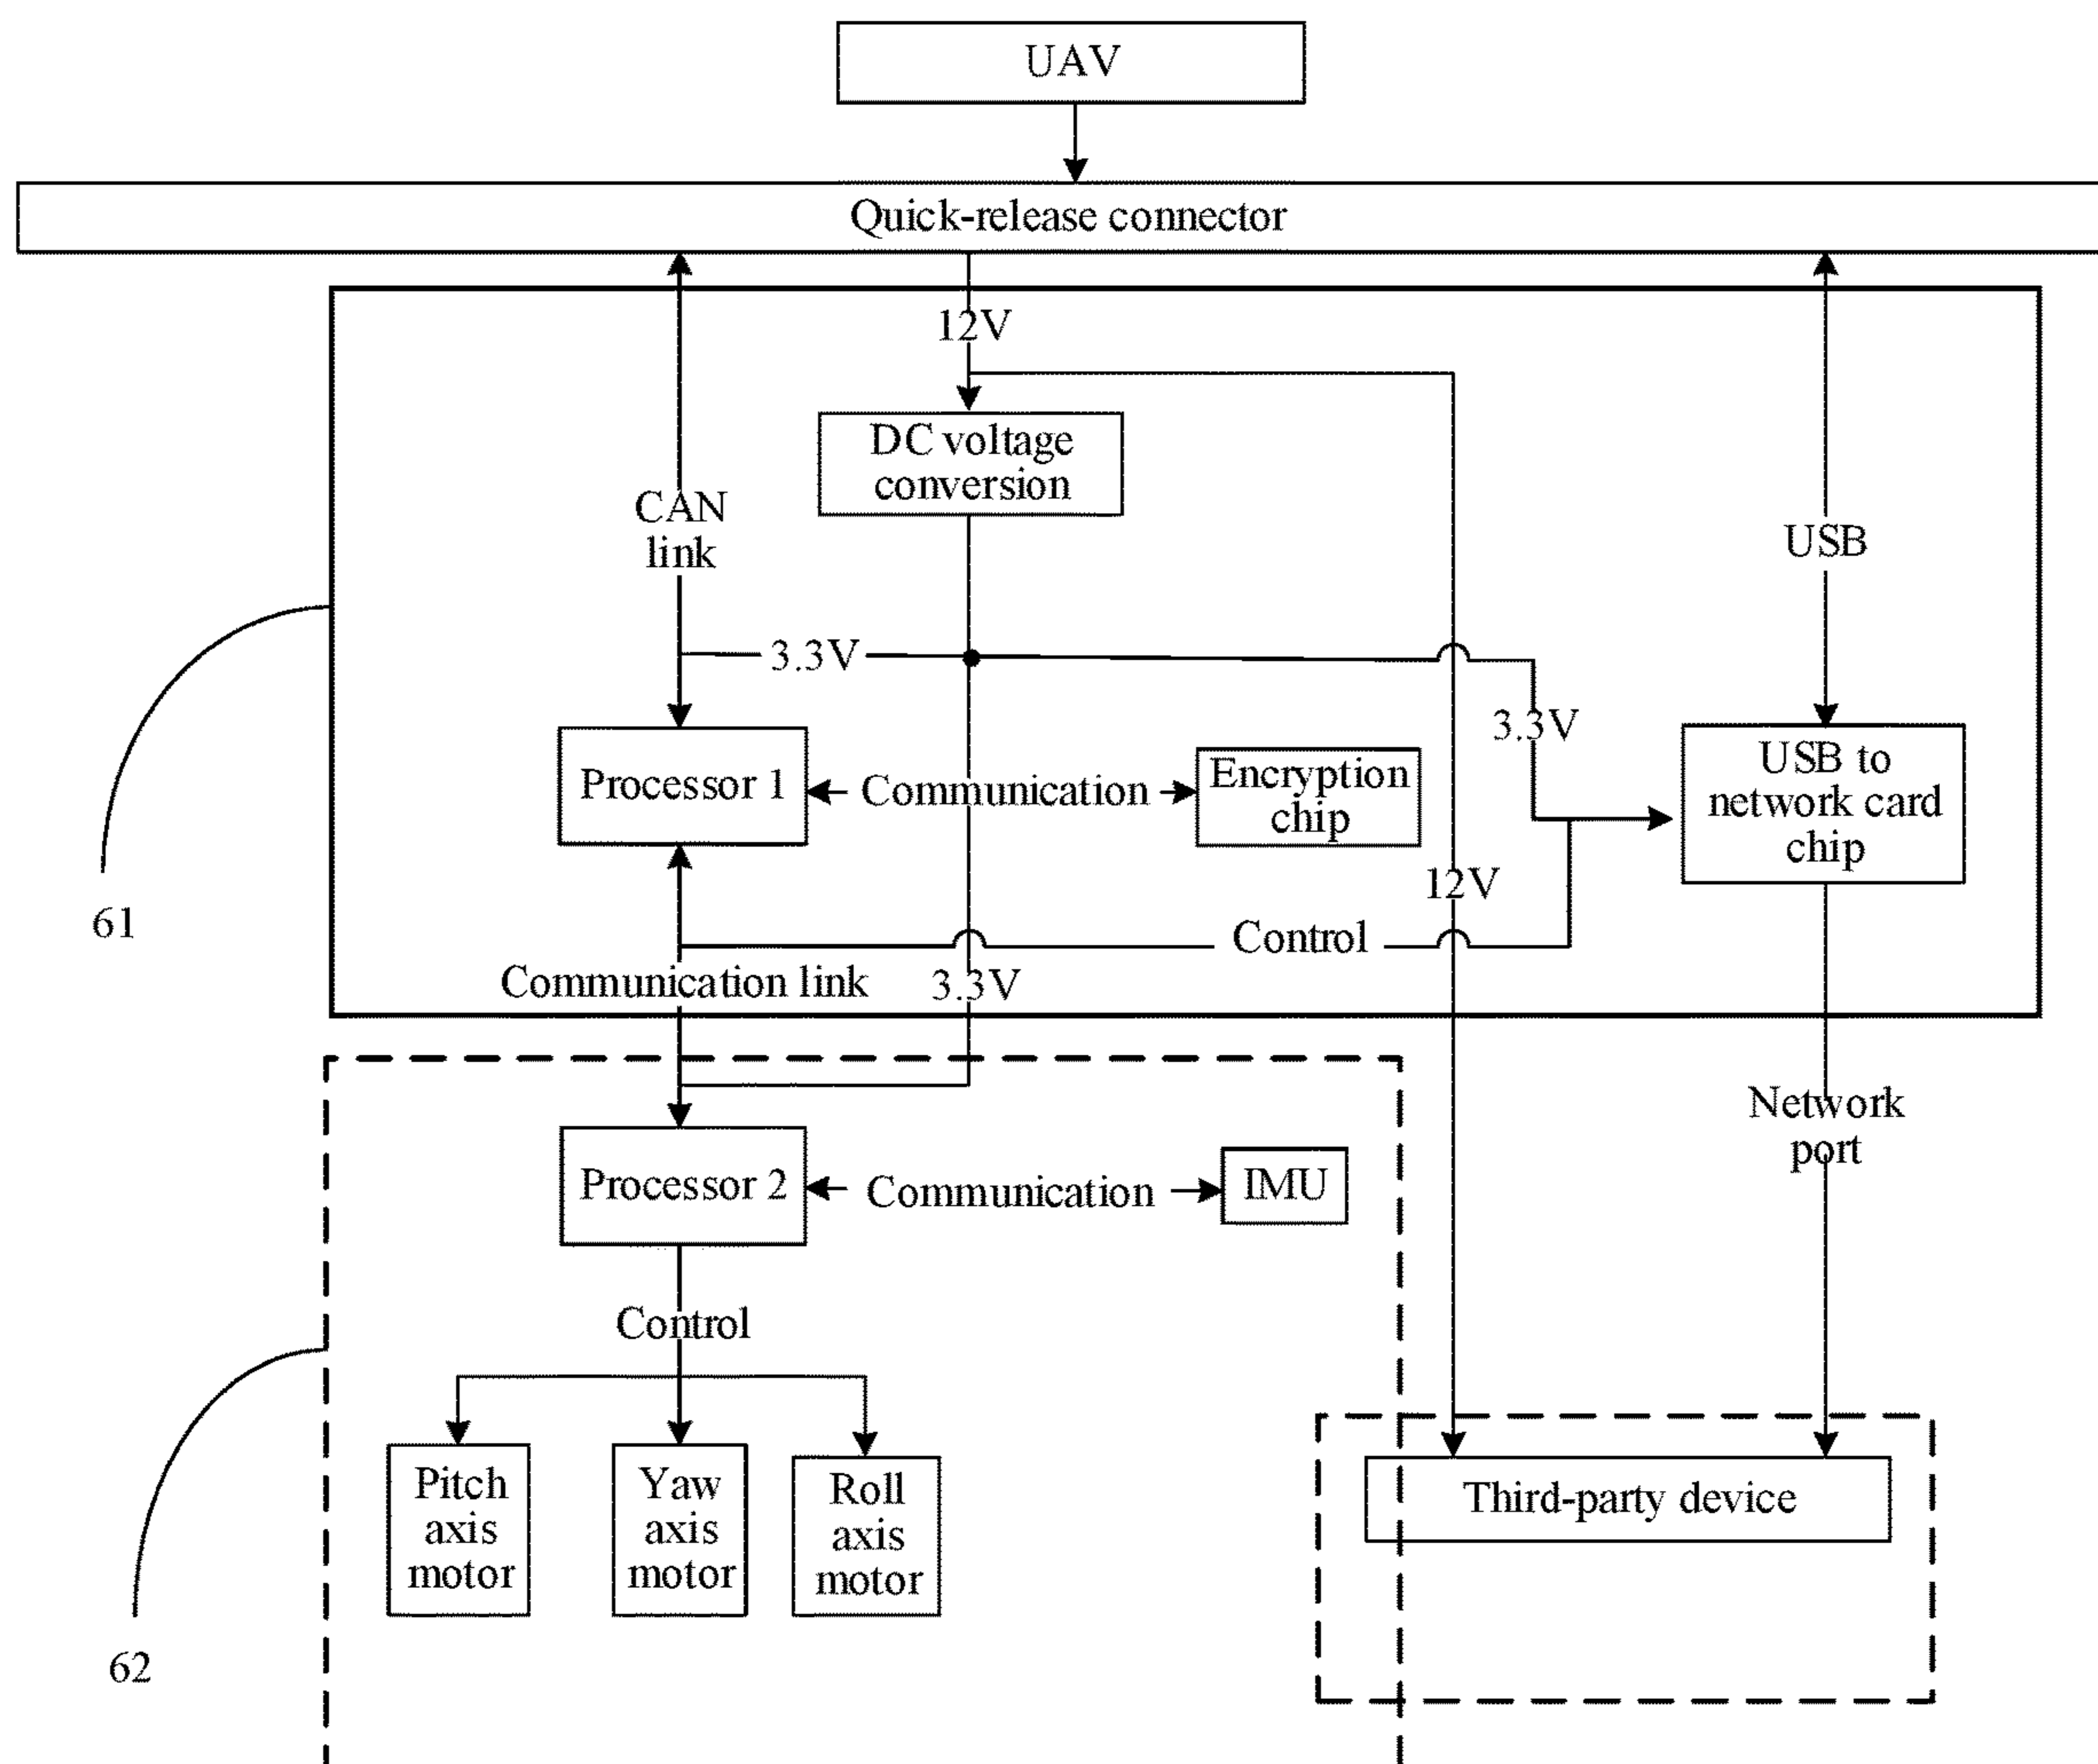 UAV
Quick-release connector
12V
DC voltage
conversion
CAN
link
USB
3.3V
3.3V
Processor 1
Communication
Encryption
chip
USB to
network card
chip
12V
61
Control
Communication link
3.3V
Network
port
Processor 2
Communication
IMU
Control
Pitch
axis
motor
Yaw
axis
motor
Roll
axis
motor
Third-party device
62